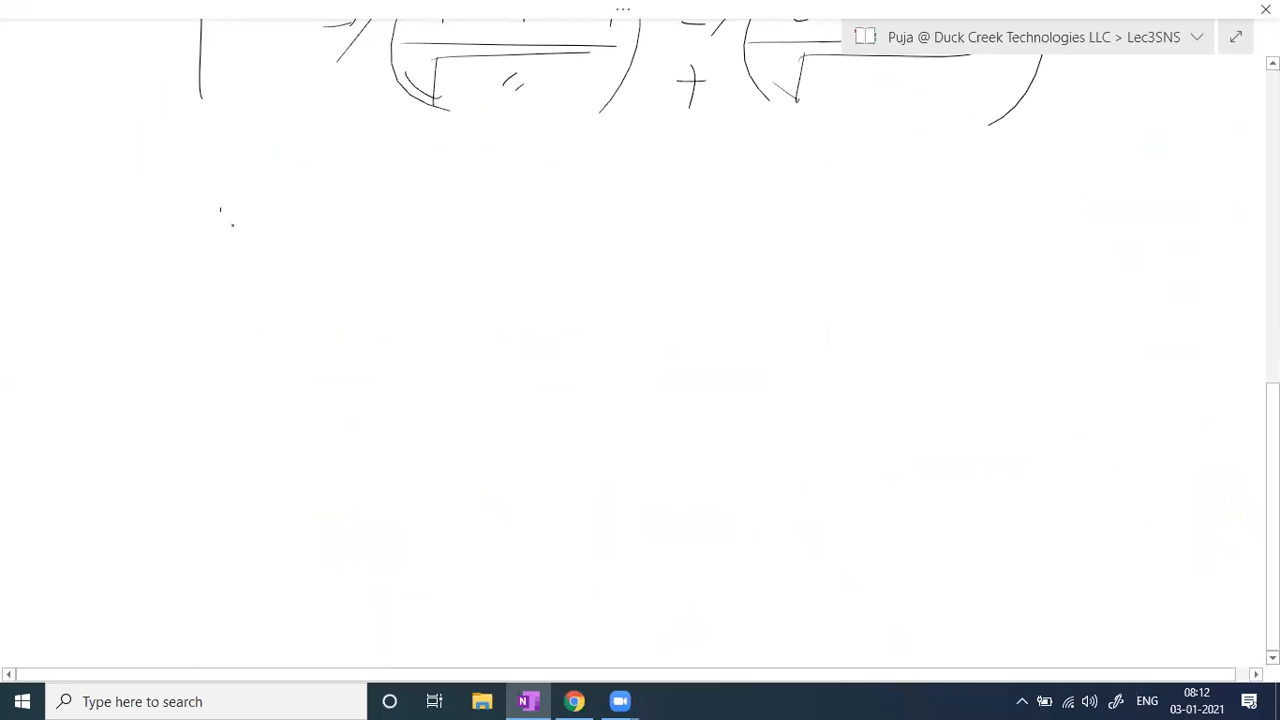 Puja @ Duck Creek Technologies LLC > Lec3SNS
+
Type here to search
ENG
08:12
03-01-2021